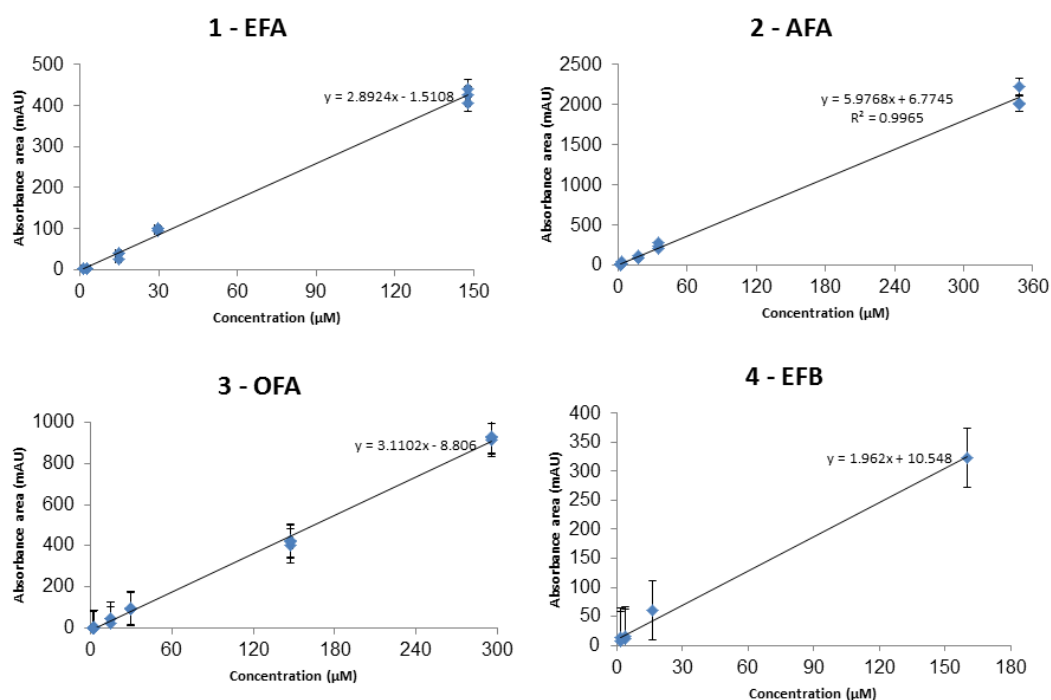 1 - EFA
500
400
300
200
100
0
Absorbance area (mAU)
y = 2.8924x - 1.5108
0 30 60 90 120 150
Concentration (µM)
2 - AFA
2500
2000
1500
1000
500
0
Absorbance area (mAU)
y = 5.9768x + 6.7745
R² = 0.9965
0 60 120 180 240 300 360
Concentration (µM)
3 - OFA
1000
800
600
400
200
0
Absorbance area (mAU)
y = 3.1102x - 8.806
0 60 120 180 240 300
Concentration (µM)
4 - EFB
400
350
300
250
200
150
100
50
0
Absorbance area (mAU)
y = 1.962x + 10.548
0 30 60 90 120 150 180
Concentration (µM)